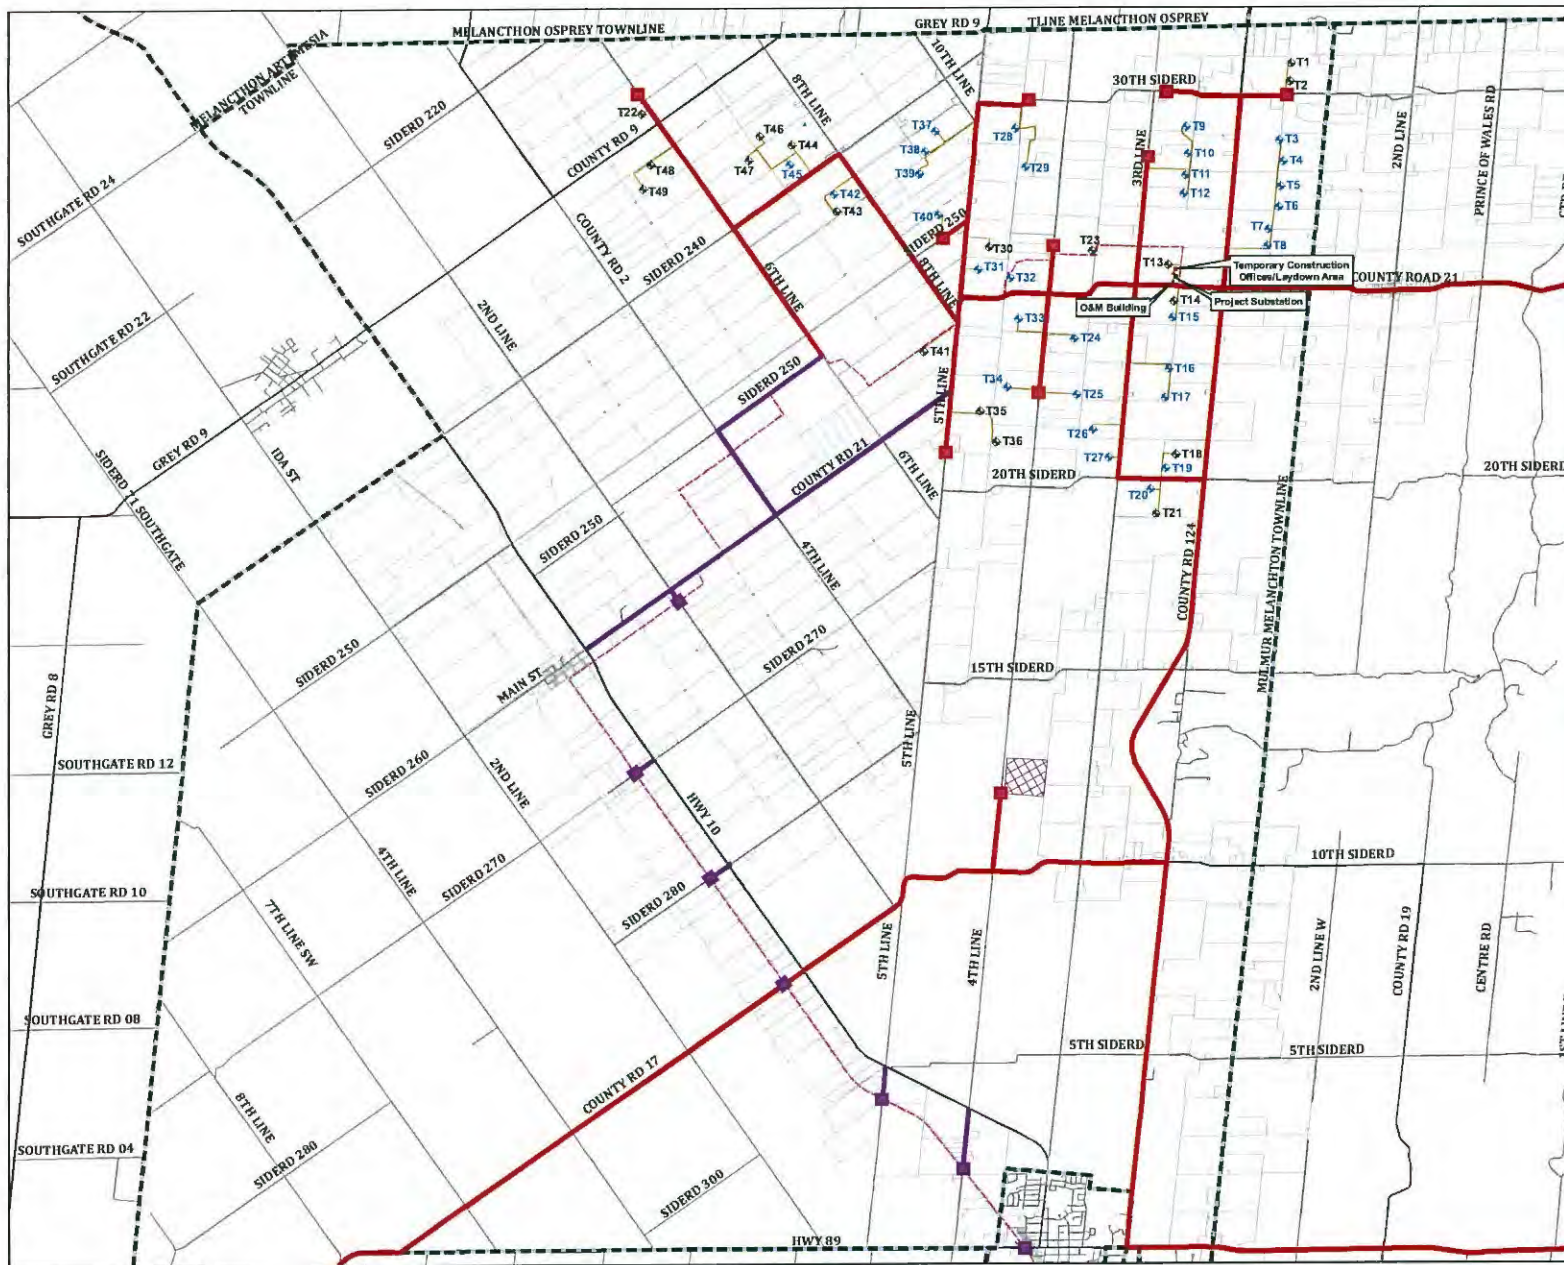 MELANCTHON OSPREY TOWNLINE
GREY RD 9
TLINE MELANCTHON OSPREY
MELANCTHON ARTEMESIA
TOWNLINE
SIDERD 220
COUNTY RD 9
8TH LINE
10TH LINE
30TH SIDERD
T1
T2
T22
T46
T44
T47
T45
T48
T49
T42
T43
T37
T38
T39
T40
T28
T29
T9
T10
T11
T12
T3
T4
T5
T6
T7
T8
3RD LINE
2ND LINE
PRINCE OF WALES RD
SOUTHGATE RD 24
COUNTY RD 2
SIDERD 240
6TH LINE
SIDERD 250
8TH LINE
T30
T31
T32
T23
T13
Temporary Construction
Offices/Laydown Area
COUNTY ROAD 21
O&M Building
Project Substation
T14
T15
T33
T24
T41
T16
T17
T34
T25
T35
T36
T26
T27
T18
T19
T20
T21
SOUTHGATE RD 22
2ND LINE
SIDERD 250
5TH LINE
GREY RD 9
IDA ST
SIDERD 71 SOUTHGATE
COUNTY RD 21
6TH LINE
20TH SIDERD
20TH SIDERD
SIDERD 250
4TH LINE
COUNTY RD 124
MULMUR MELANCHTON TOWNLINE
SIDERD 250
SIDERD 270
15TH SIDERD
MAIN ST
GREY RD 8
SOUTHGATE RD 12
SIDERD 260
2ND LINE
HWY 10
5TH LINE
4TH LINE
SIDERD 270
SIDERD 280
10TH SIDERD
SOUTHGATE RD 10
7TH LINE SW
5TH LINE
4TH LINE
2ND LINE W
COUNTY RD 19
CENTRE RD
SOUTHGATE RD 08
COUNTY RD 17
5TH SIDERD
5TH SIDERD
8TH LINE
SOUTHGATE RD 04
SIDERD 280
SIDERD 300
HWY 89